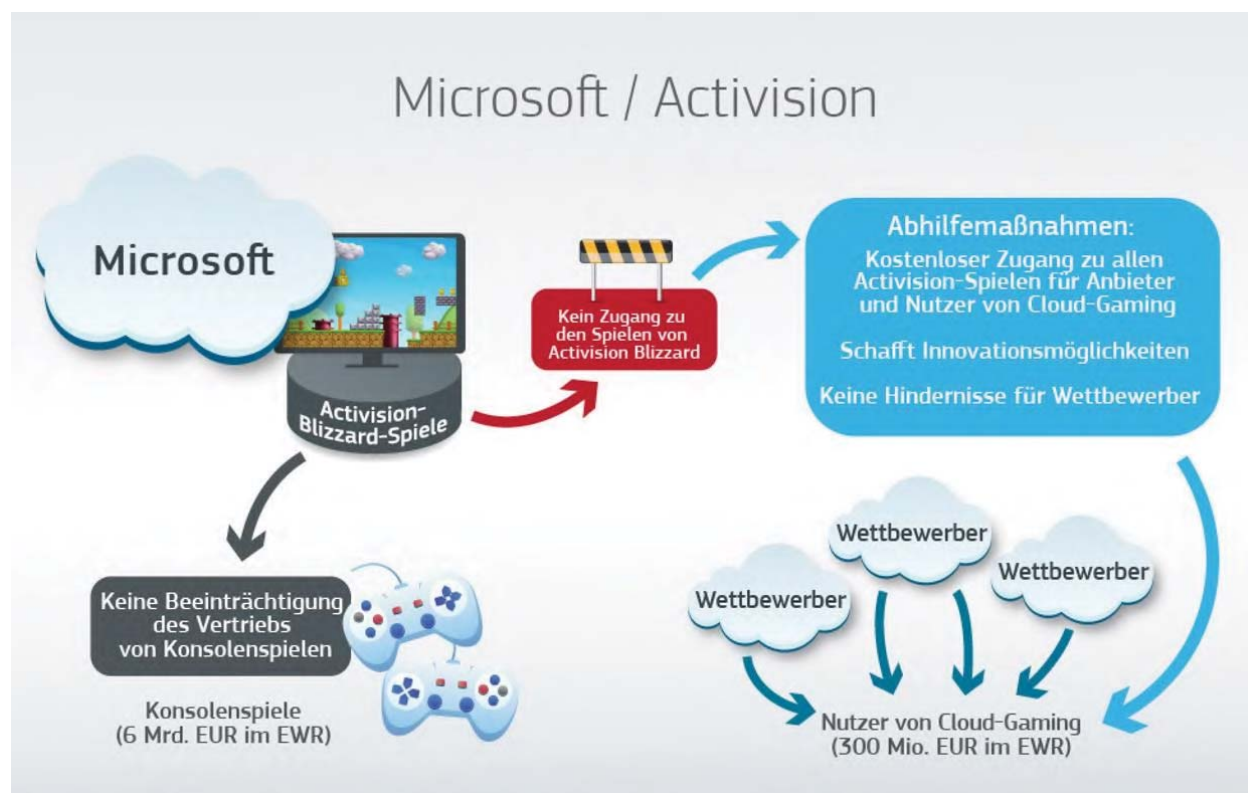 Microsoft / Activision
Microsoft
Activision-
Blizzard-Spiele
Kein Zugang zu
den Spielen von
Activision Blizzard
Abhilfemaßnahmen:
Kostenloser Zugang zu allen
Activision-Spielen für Anbieter
und Nutzer von Cloud-Gaming
Schafft Innovationsmöglichkeiten
Keine Hindernisse für Wettbewerber
Keine Beeinträchtigung
des Vertriebs
von Konsolenspielen
Konsolenspiele
(6 Mrd. EUR im EWR)
Wettbewerber
Wettbewerber
Wettbewerber
Nutzer von Cloud-Gaming
(300 Mio. EUR im EWR)